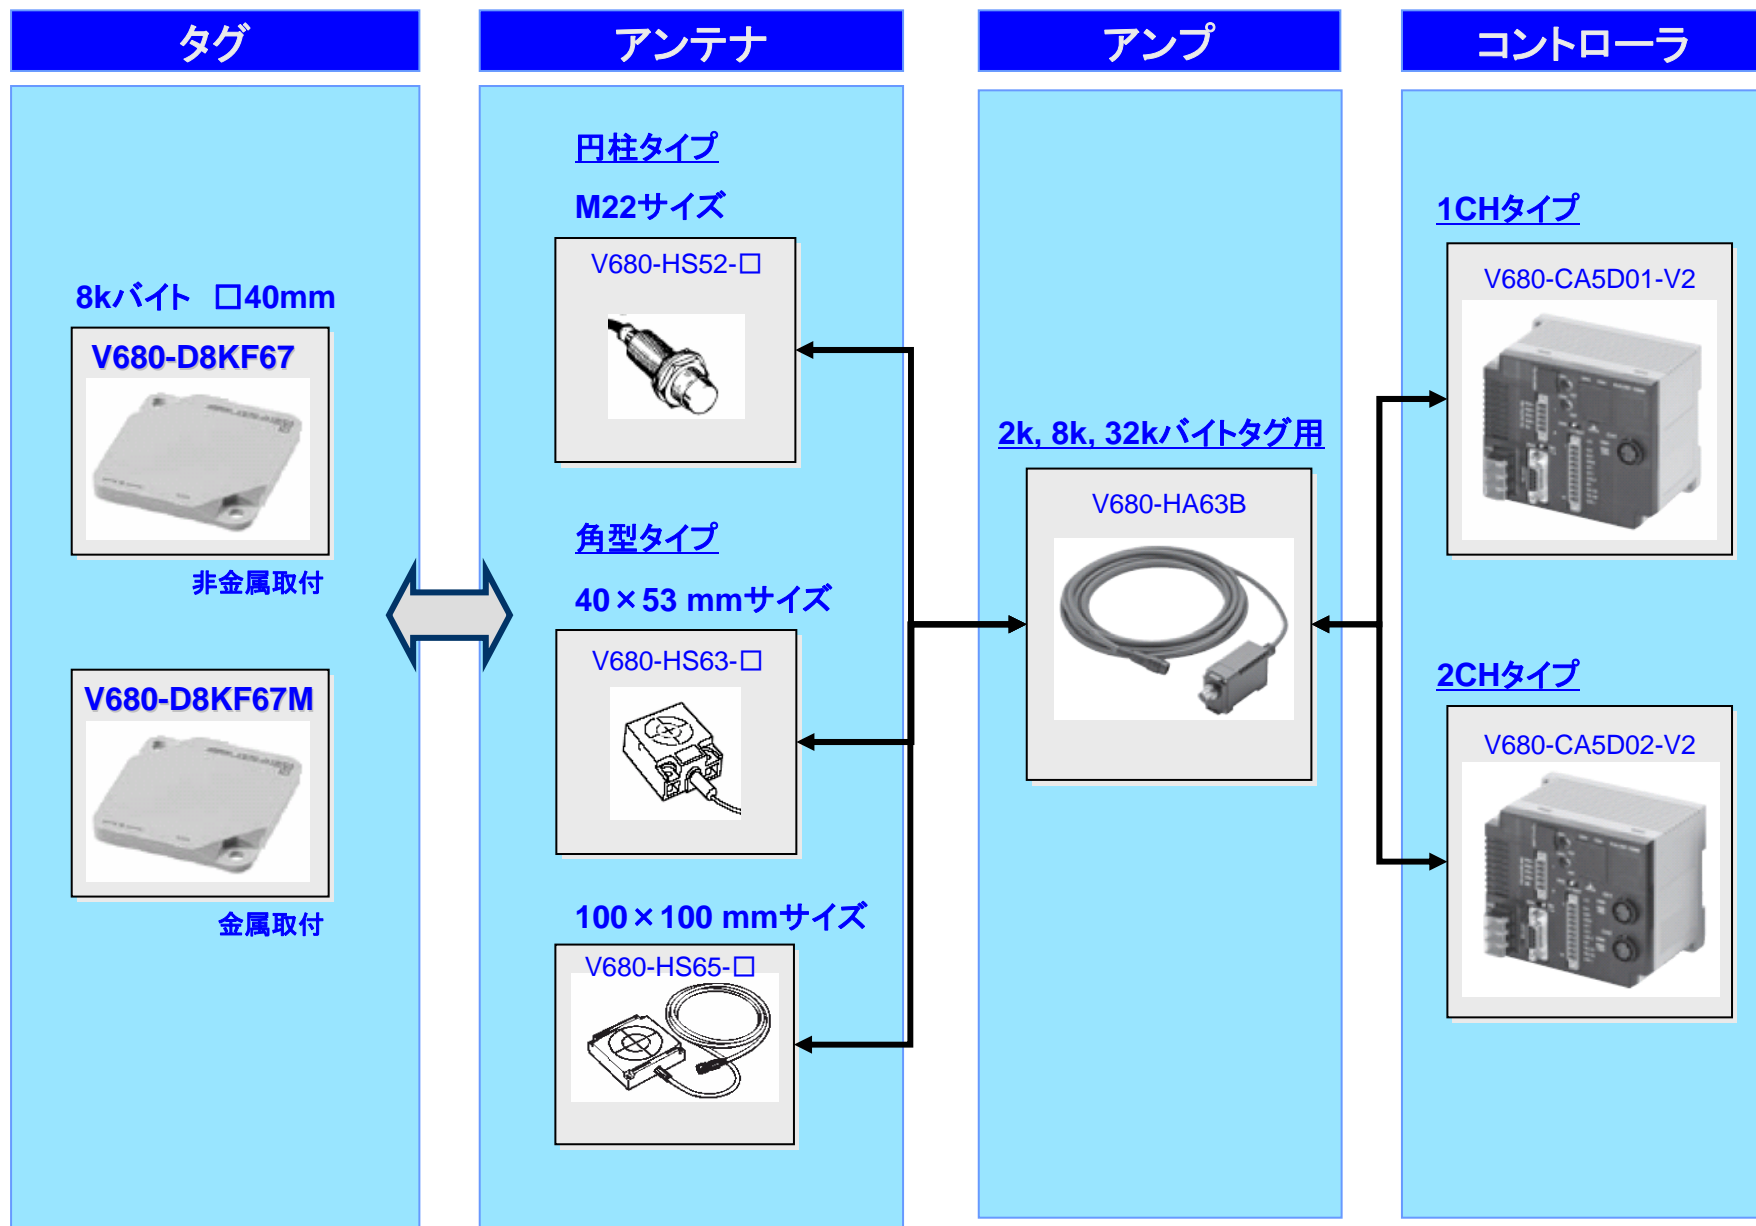 タグ
アンテナ
アンプ
コントローラ
8kバイト □40mm
V680-D8KF67
非金属取付
V680-D8KF67M
金属取付
円柱タイプ
M22サイズ
V680-HS52-□
角型タイプ
40×53 mmサイズ
V680-HS63-□
100×100 mmサイズ
V680-HS65-□
2k, 8k, 32kバイトタグ用
V680-HA63B
1CHタイプ
V680-CA5D01-V2
2CHタイプ
V680-CA5D02-V2